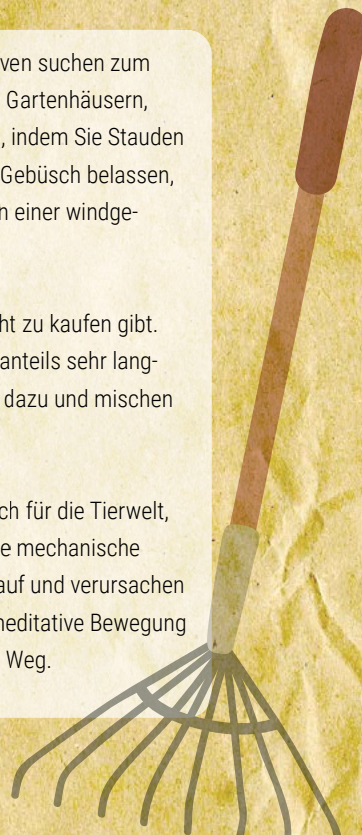 ven suchen zum
Gartenhäusern,
, indem Sie Stauden
Gebüsch belassen,
n einer windge-
ht zu kaufen gibt.
anteils sehr lang-
dazu und mischen
ch für die Tierwelt,
e mechanische
auf und verursachen
meditative Bewegung
Weg.